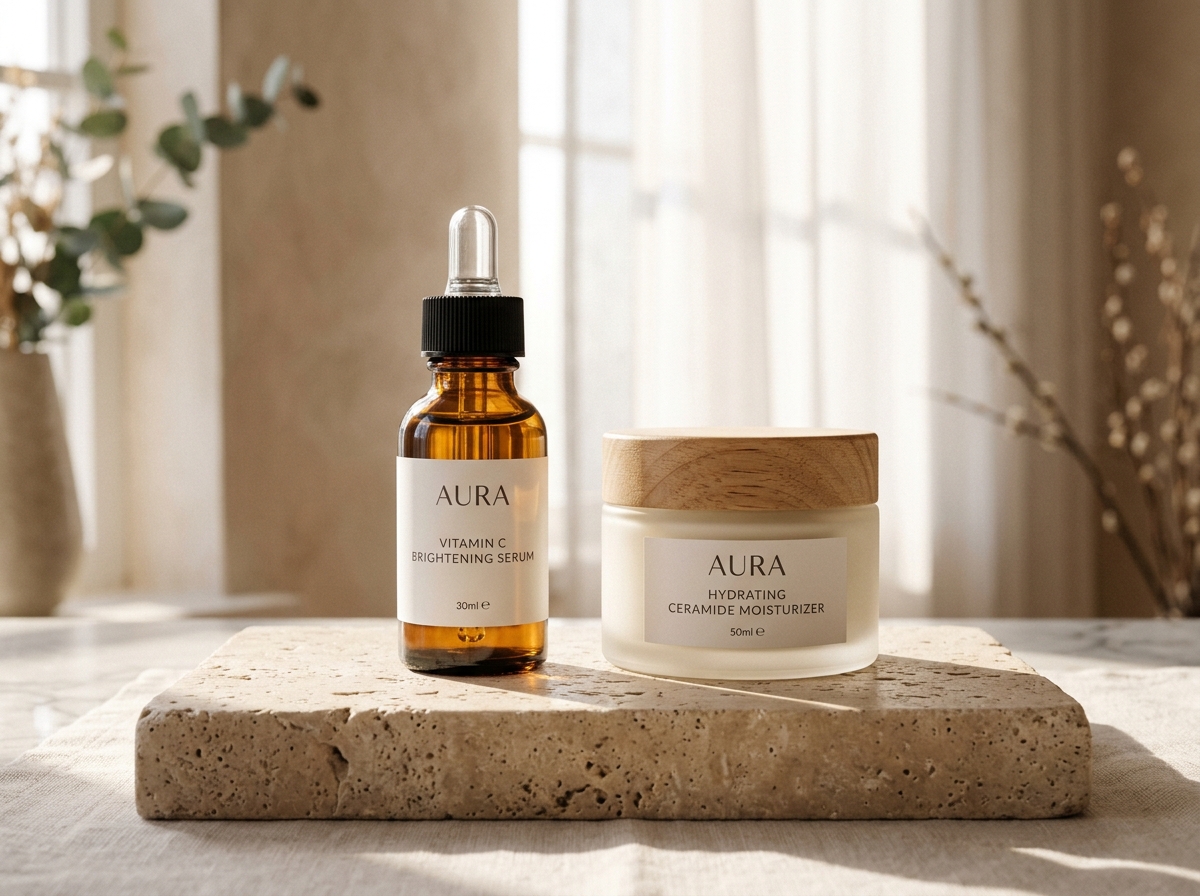 AURA
VITAMIN C
BRIGHTENING SERUM
30ml ℮
AURA
HYDRATING
CERAMIDE MOISTURIZER
50ml ℮